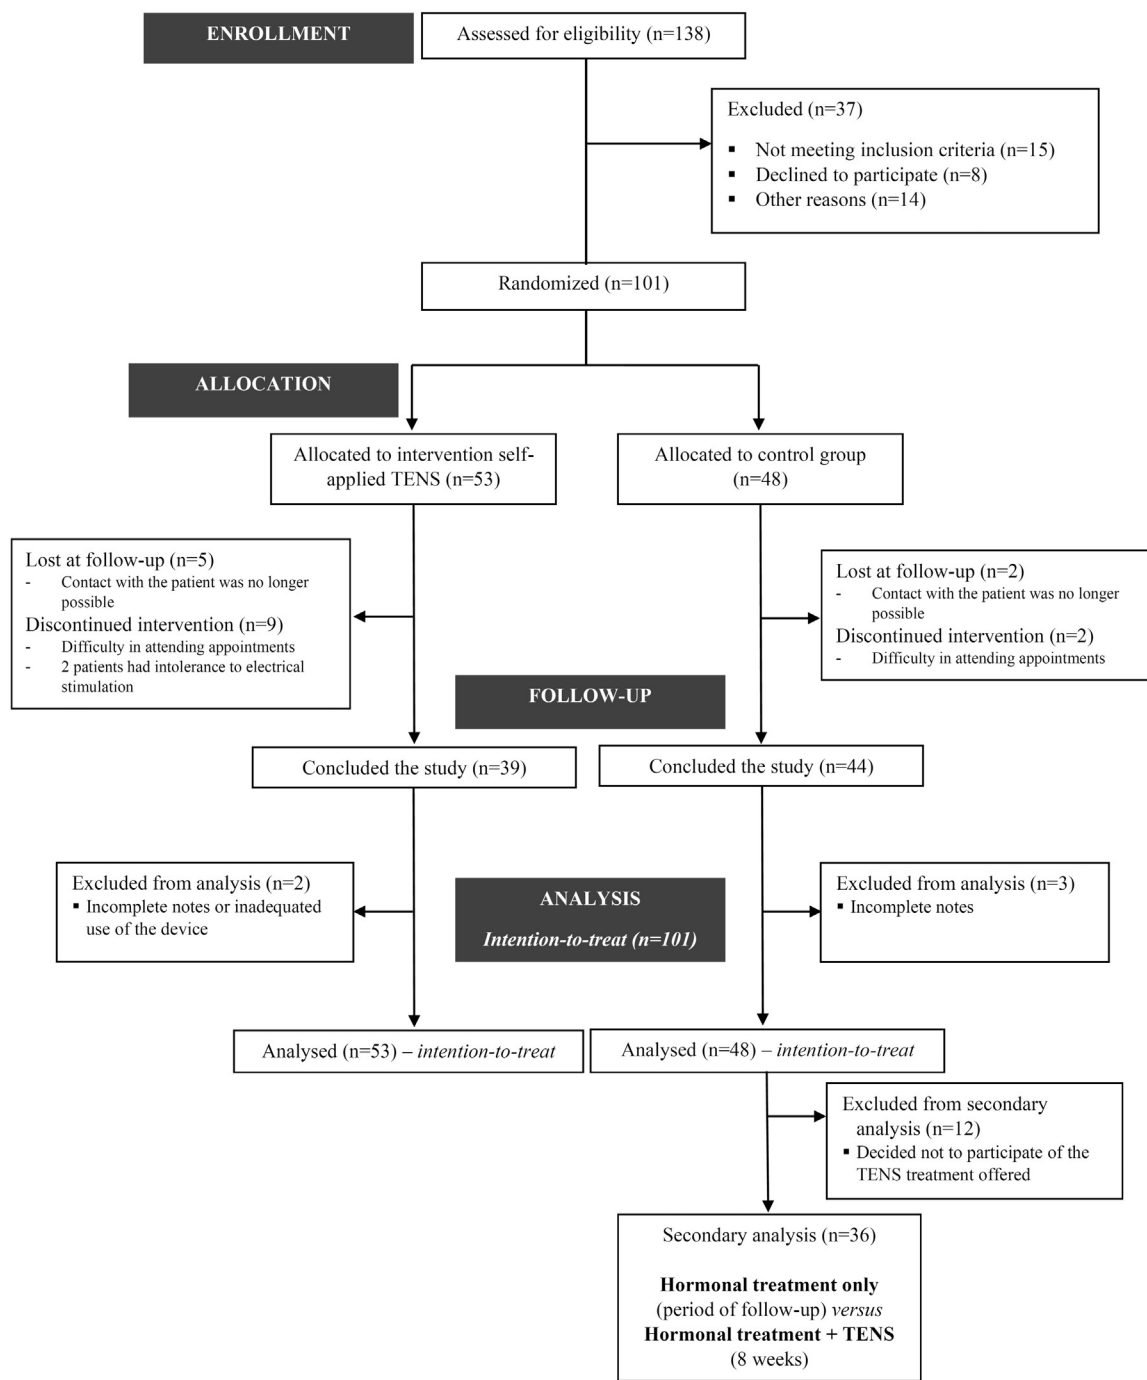 ENROLLMENT
Assessed for eligibility (n=138)
Excluded (n=37)
▪ Not meeting inclusion criteria (n=15)
▪ Declined to participate (n=8)
▪ Other reasons (n=14)
Randomized (n=101)
ALLOCATION
Allocated to intervention self-
applied TENS (n=53)
Allocated to control group
(n=48)
Lost at follow-up (n=5)
- Contact with the patient was no longer
possible
Discontinued intervention (n=9)
- Difficulty in attending appointments
- 2 patients had intolerance to electrical
stimulation
Lost at follow-up (n=2)
- Contact with the patient was no longer
possible
Discontinued intervention (n=2)
- Difficulty in attending appointments
FOLLOW-UP
Concluded the study (n=39)
Concluded the study (n=44)
Excluded from analysis (n=2)
▪ Incomplete notes or inadequated
use of the device
ANALYSIS
Intention-to-treat (n=101)
Excluded from analysis (n=3)
▪ Incomplete notes
Analysed (n=53) – intention-to-treat
Analysed (n=48) – intention-to-treat
Excluded from secondary
analysis (n=12)
▪ Decided not to participate of the
TENS treatment offered
Secondary analysis (n=36)
Hormonal treatment only
(period of follow-up) versus
Hormonal treatment + TENS
(8 weeks)